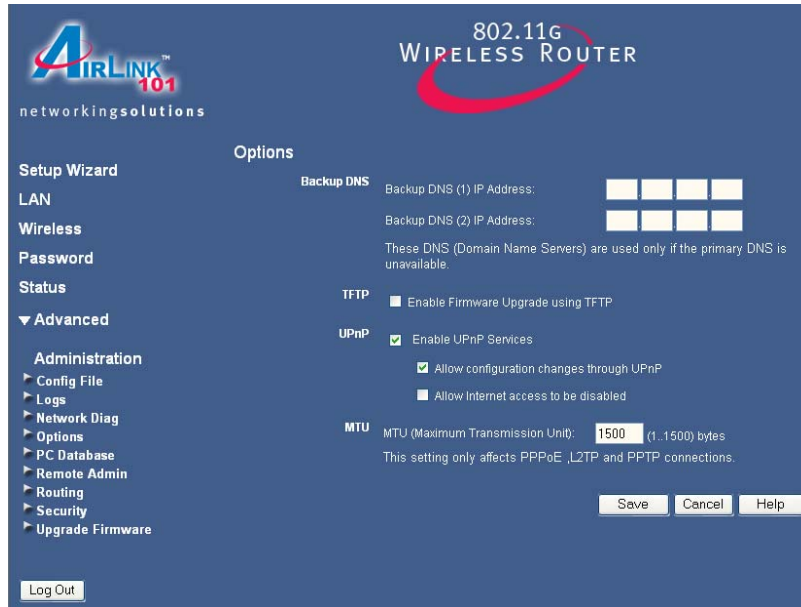 AIRLINK™
101
networkingsolutions
802.11G
WIRELESS ROUTER
Setup Wizard
LAN
Wireless
Password
Status
Advanced
Administration
Config File
Logs
Network Diag
Options
PC Database
Remote Admin
Routing
Security
Upgrade Firmware
Log Out
Options
Backup DNS
Backup DNS (1) IP Address:
Backup DNS (2) IP Address:
These DNS (Domain Name Servers) are used only if the primary DNS is
unavailable.
TFTP
Enable Firmware Upgrade using TFTP
UPnP
Enable UPnP Services
Allow configuration changes through UPnP
Allow Internet access to be disabled
MTU
MTU (Maximum Transmission Unit): 1500 (1..1500) bytes
This setting only affects PPPoE ,L2TP and PPTP connections.
Save Cancel Help